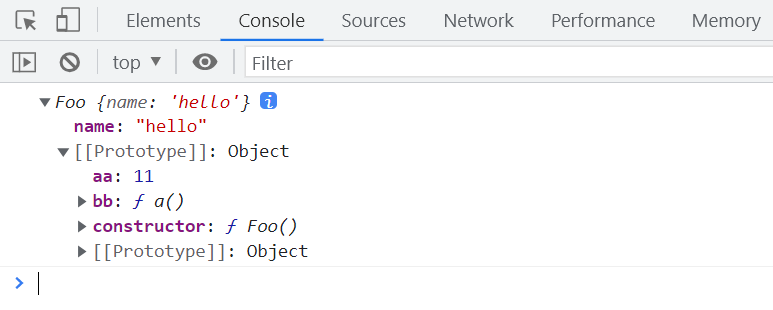 Elements Console Sources Network Performance Memory
top ▼ Filter
▼Foo {name: 'hello'} i
name: "hello"
▼[[Prototype]]: Object
aa: 11
▶bb: ƒ a()
▶constructor: ƒ Foo()
▶[[Prototype]]: Object
>